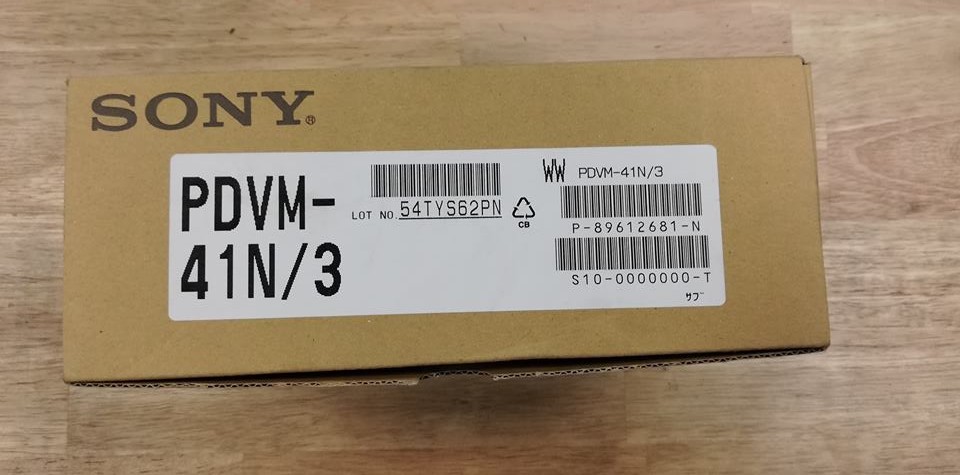 SONY®
PDVM-
41N/3
LOT NO. 54TYS62PN
CB
WW PDVM-41N/3
P-89612681-N
S10-0000000-T
ｻﾌﾞ